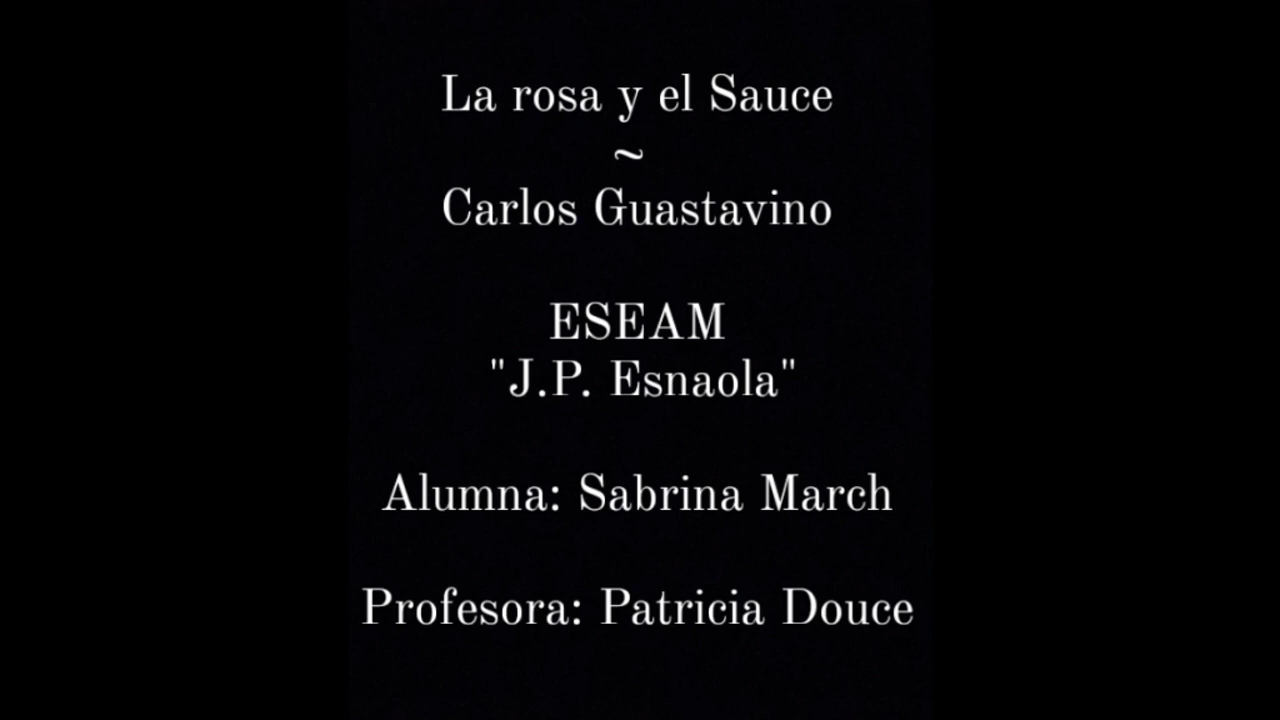 La rosa y el Sauce
~
Carlos Guastavino
ESEAM
"J.P. Esnaola"
Alumna: Sabrina March
Profesora: Patricia Douce